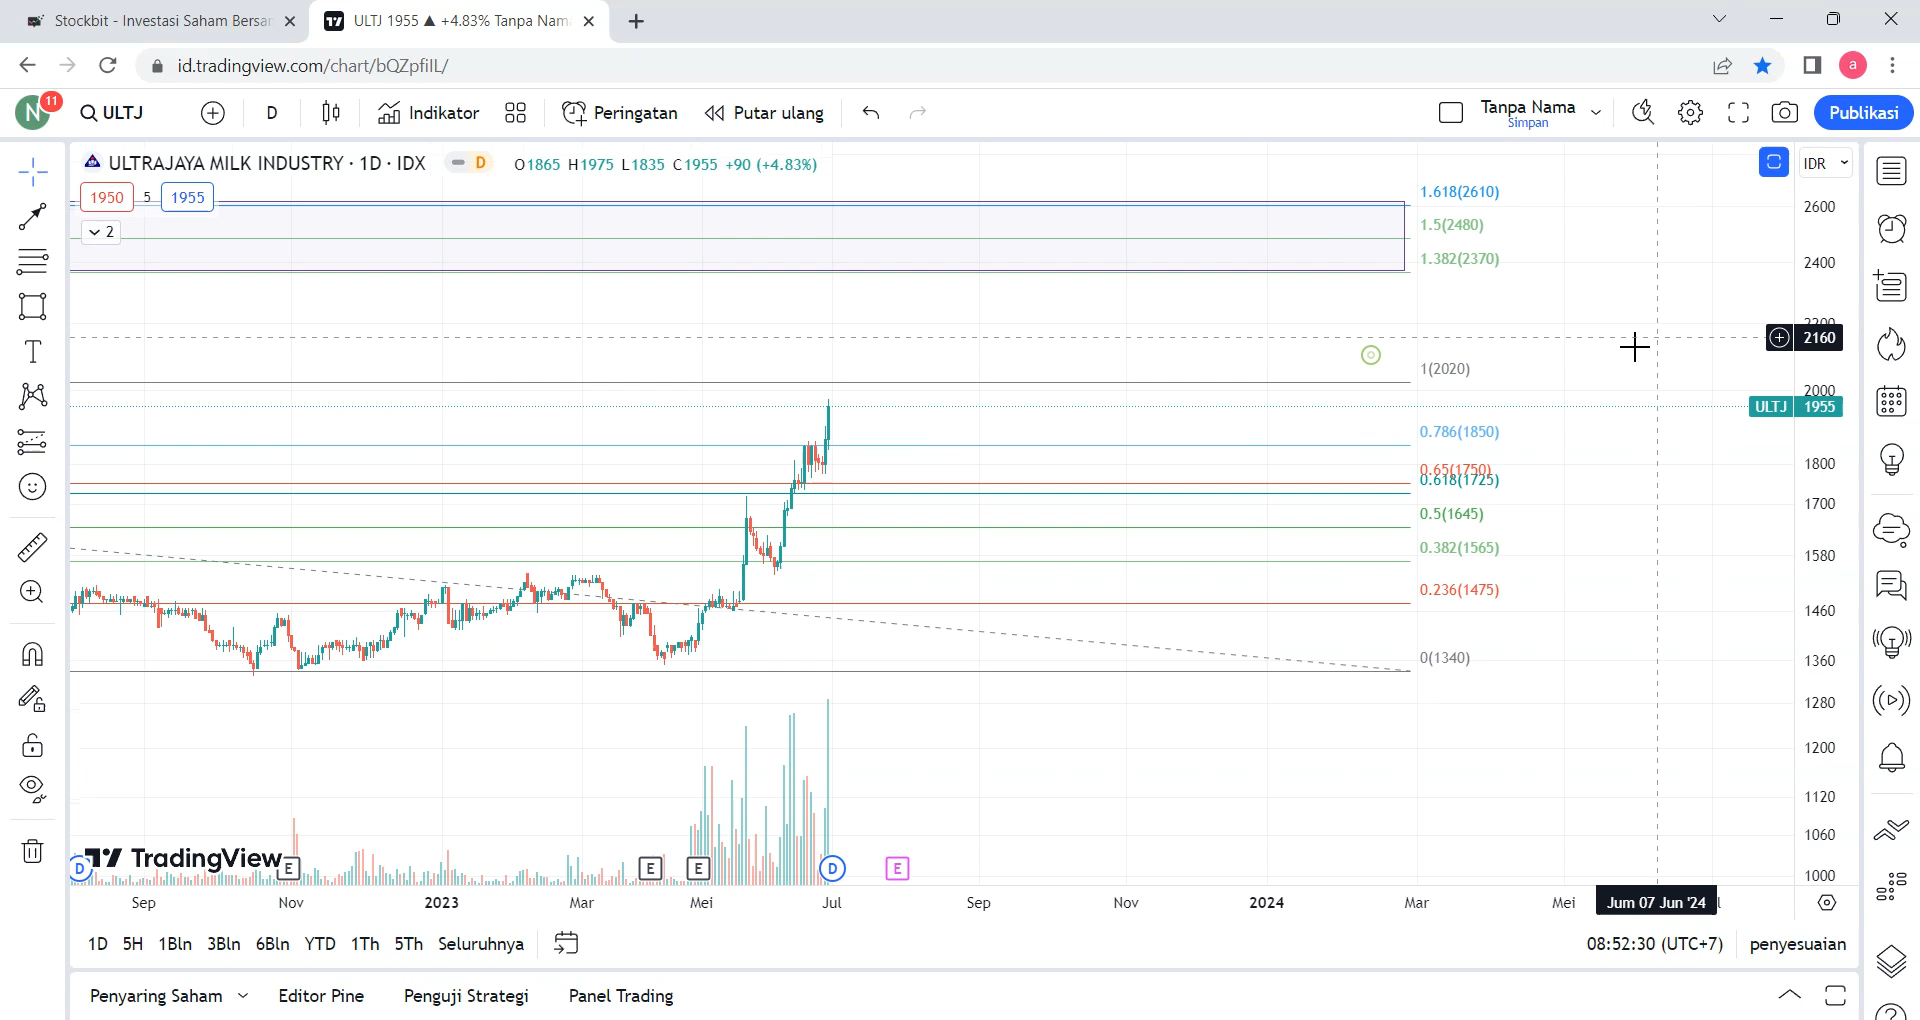 Stockbit - Investasi Saham Bersar
ULTJ 1955 ▲ +4.83% Tanpa Nam
id.tradingview.com/chart/bQZpfiIL/
a
N 11 ULTJ D Indikator Peringatan Putar ulang Tanpa Nama Publikasi
Simpan
ULTRAJAYA MILK INDUSTRY · 1D · IDX D O1865 H1975 L1835 C1955 +90 (+4.83%) IDR
1950 5 1955
2
1.618(2610)
1.5(2480)
1.382(2370)
1(2020)
0.786(1850)
0.65(1750)
0.618(1725)
0.5(1645)
0.382(1565)
0.236(1475)
0(1340)
2600
2400
2200
2160
2000
ULTJ 1955
1800
1700
1580
1460
1360
1280
1200
1120
1060
1000
TradingView
D E E E D E
Sep Nov 2023 Mar Mei Jul Sep Nov 2024 Mar Mei Jum 07 Jun '24
1D 5H 1Bln 3Bln 6Bln YTD 1Th 5Th Seluruhnya 08:52:30 (UTC+7) penyesuaian
Penyaring Saham Editor Pine Penguji Strategi Panel Trading